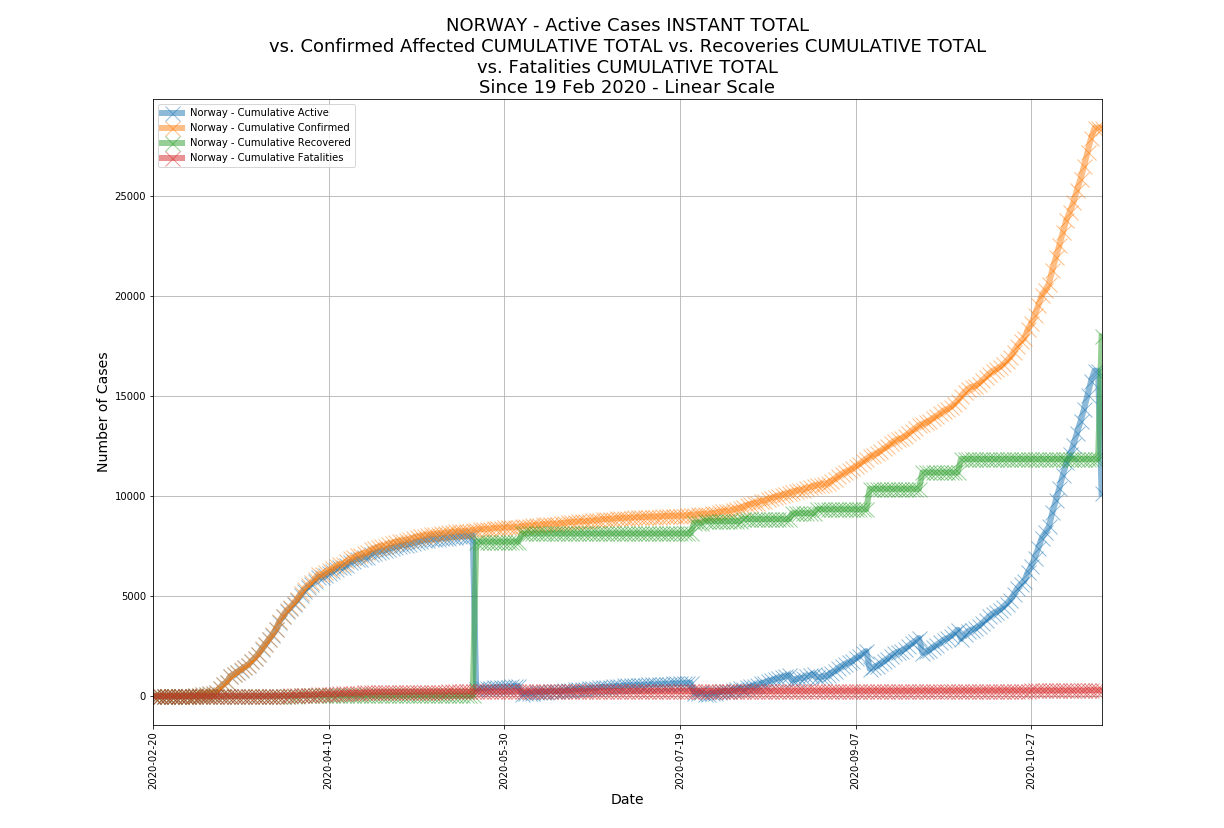 NORWAY - Active Cases INSTANT TOTAL
vs. Confirmed Affected CUMULATIVE TOTAL vs. Recoveries CUMULATIVE TOTAL
vs. Fatalities CUMULATIVE TOTAL
Since 19 Feb 2020 - Linear Scale
Norway - Cumulative Active
Norway - Cumulative Confirmed
Norway - Cumulative Recovered
Norway - Cumulative Fatalities
Number of Cases
25000
20000
15000
10000
5000
0
2020-02-20
2020-04-10
2020-05-30
2020-07-19
2020-09-07
2020-10-27
Date